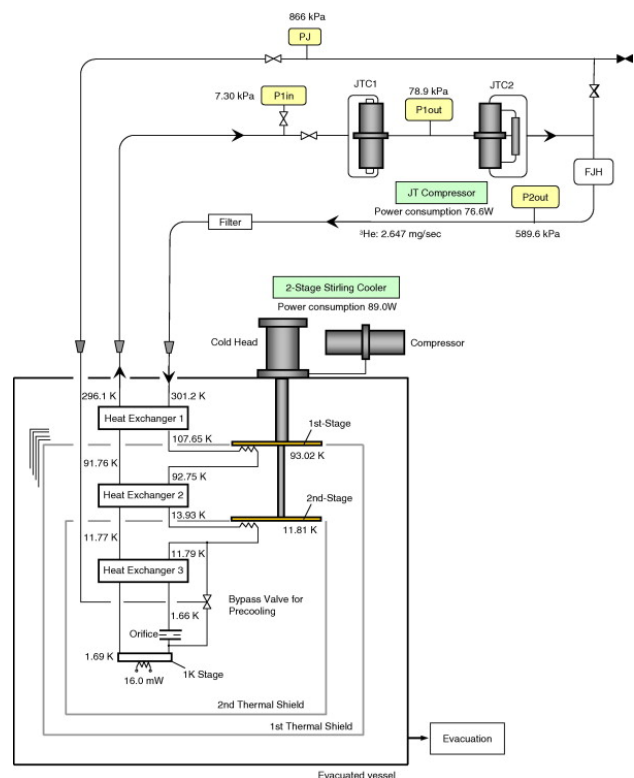 866 kPa
PJ
JTC1
JTC2
78.9 kPa
7.30 kPa
P1in
P1out
FJH
JT Compressor
Power consumption 76.6W
P2out
Filter
³He: 2.647 mg/sec
589.6 kPa
2-Stage Stirling Cooler
Power consumption 89.0W
Cold Head
Compressor
296.1 K
301.2 K
Heat Exchanger 1
1st-Stage
107.65 K
93.02 K
91.76 K
92.75 K
Heat Exchanger 2
2nd-Stage
13.93 K
11.81 K
11.77 K
11.79 K
Heat Exchanger 3
Bypass Valve for
Precooling
1.66 K
Orifice
1.69 K
1K Stage
16.0 mW
2nd Thermal Shield
1st Thermal Shield
Evacuation
Evacuated vessel